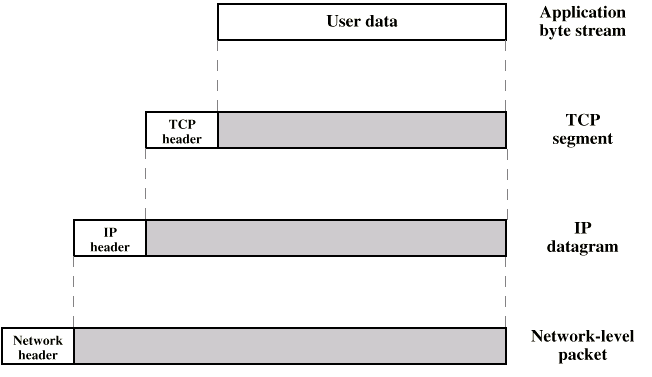 User data
Application
byte stream
TCP
header
TCP
segment
IP
header
IP
datagram
Network
header
Network-level
packet